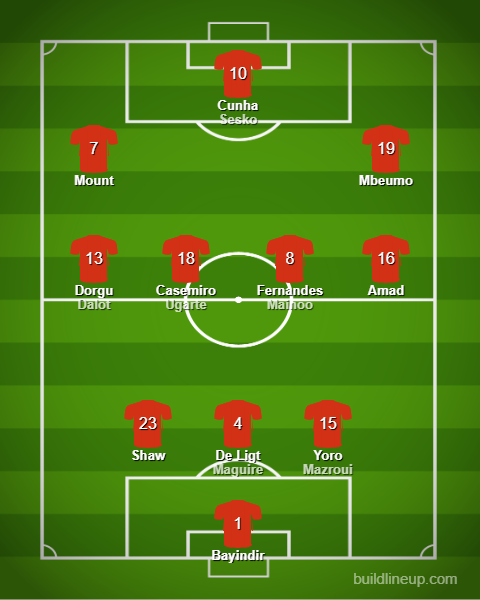 10
Cunha
Sesko
7
Mount
19
Mbeumo
13
Dorgu
Dalot
18
Casemiro
Ugarte
8
Fernandes
Mainoo
16
Amad
23
Shaw
4
De Ligt
Maguire
15
Yoro
Mazroui
1
Bayindir
buildlineup.com